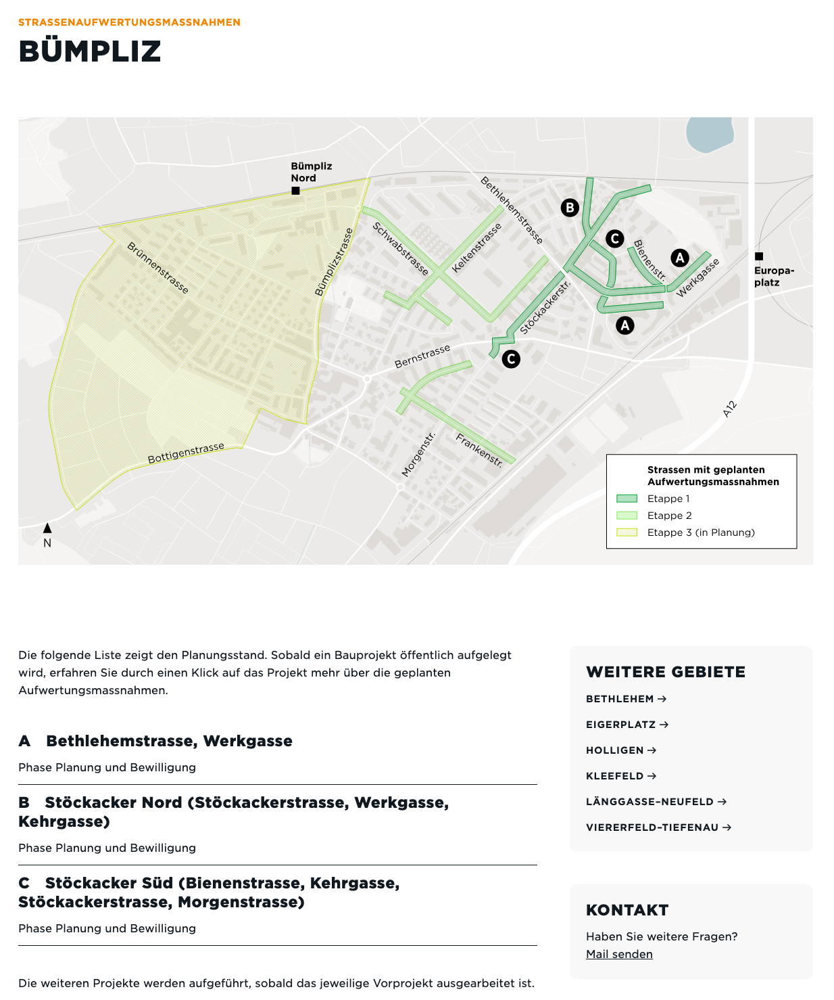 STRASSENAUFWERTUNGSMASSNAHMEN
BÜMPLIZ
Bümpliz
Nord
Bethlehemstrasse
B
Schwabstrasse
Keltenstrasse
C
Bienenstr.
A
Werkgasse
Europa-
platz
Brünnenstrasse
Bümplizstrasse
Stöckackerstr.
A
Bernstrasse
C
A12
Bottigenstrasse
Morgenstr.
Frankenstr.
N
Strassen mit geplanten
Aufwertungsmassnahmen
Etappe 1
Etappe 2
Etappe 3 (in Planung)
Die folgende Liste zeigt den Planungsstand. Sobald ein Bauprojekt öffentlich aufgelegt
wird, erfahren Sie durch einen Klick auf das Projekt mehr über die geplanten
Aufwertungsmassnahmen.
A Bethlehemstrasse, Werkgasse
Phase Planung und Bewilligung
B Stöckacker Nord (Stöckackerstrasse, Werkgasse,
Kehrgasse)
Phase Planung und Bewilligung
C Stöckacker Süd (Bienenstrasse, Kehrgasse,
Stöckackerstrasse, Morgenstrasse)
Phase Planung und Bewilligung
Die weiteren Projekte werden aufgeführt, sobald das jeweilige Vorprojekt ausgearbeitet ist.
WEITERE GEBIETE
BETHLEHEM →
EIGERPLATZ →
HOLLIGEN →
KLEEFELD →
LÄNGGASSE–NEUFELD →
VIERERFELD–TIEFENAU →
KONTAKT
Haben Sie weitere Fragen?
Mail senden